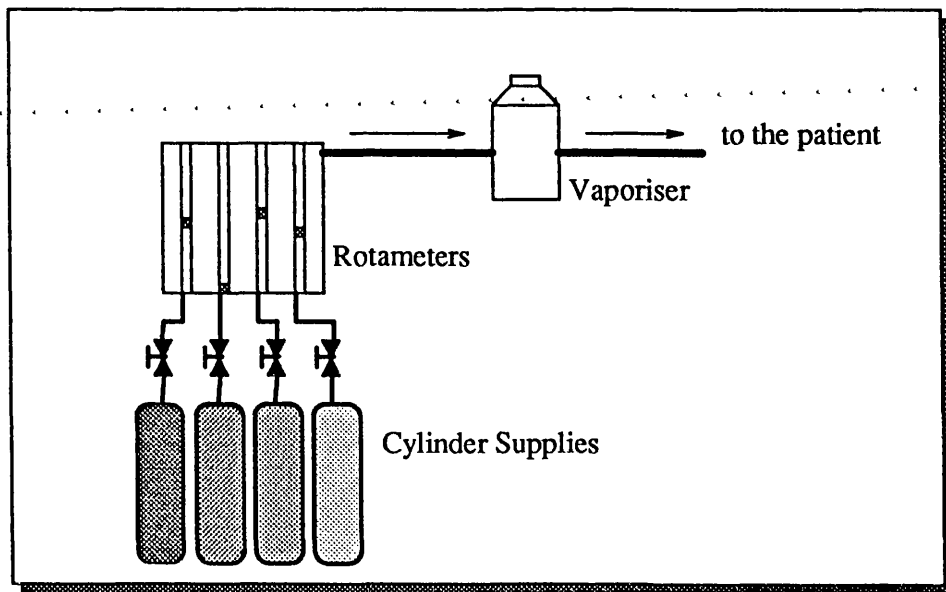 to the patient
Vaporiser
Rotameters
Cylinder Supplies